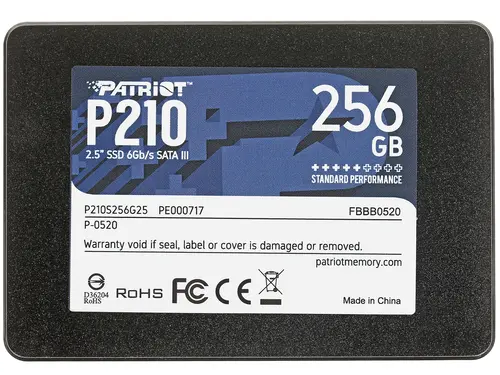 PATRIOT
P210
2.5" SSD 6Gb/s SATA III
256
GB
STANDARD PERFORMANCE
P210S256G25 PE000717 FBBB0520
P-0520
Warranty void if seal, label or cover is damaged or removed.
patriotmemory.com
D36204
RoHS
RoHS FC CE
Made in China